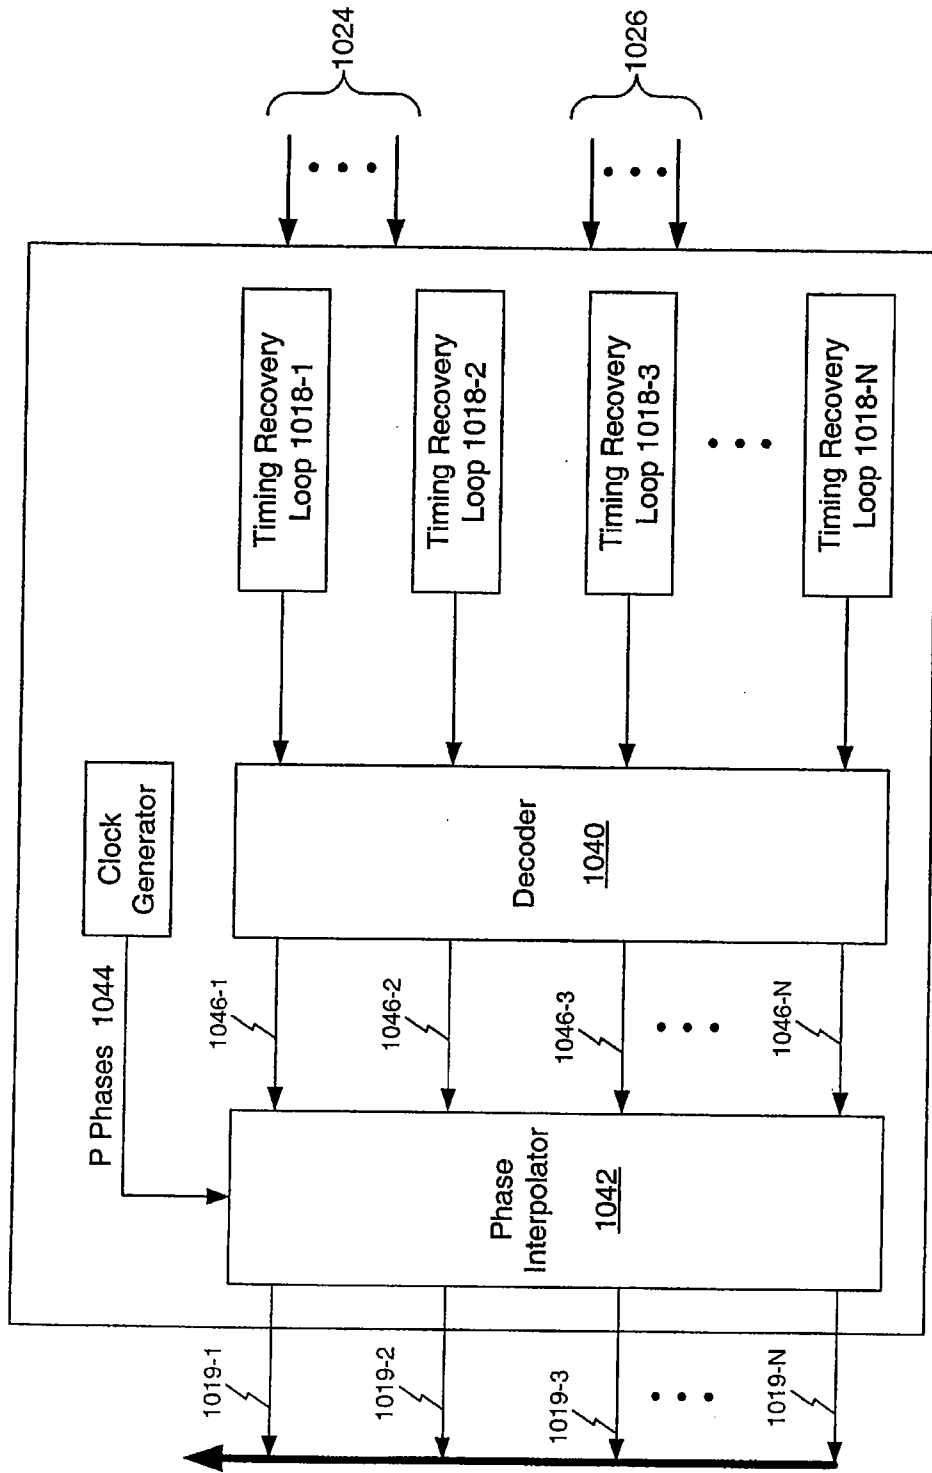 1024
1026
Timing Recovery
Loop 1018-1
Timing Recovery
Loop 1018-2
Timing Recovery
Loop 1018-3
Timing Recovery
Loop 1018-N
Clock
Generator
P Phases 1044
Decoder
1040
1046-1
1046-2
1046-3
1046-N
Phase
Interpolator
1042
1019-1
1019-2
1019-3
1019-N